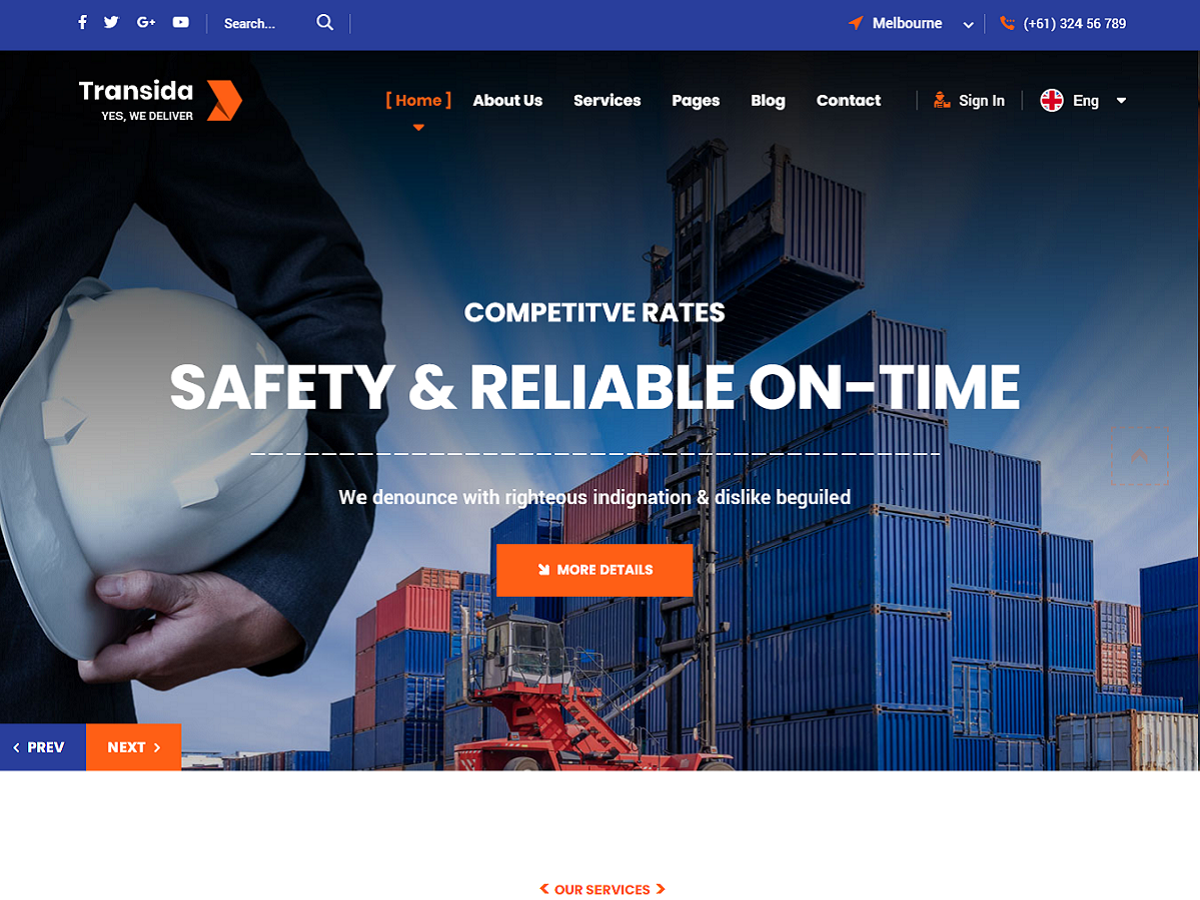 Search... Melbourne (+61) 324 56 789
Transida
YES, WE DELIVER
[ Home ] About Us Services Pages Blog Contact Sign In Eng
COMPETITVE RATES
SAFETY & RELIABLE ON-TIME
We denounce with righteous indignation & dislike beguiled
MORE DETAILS
< PREV NEXT >
< OUR SERVICES >